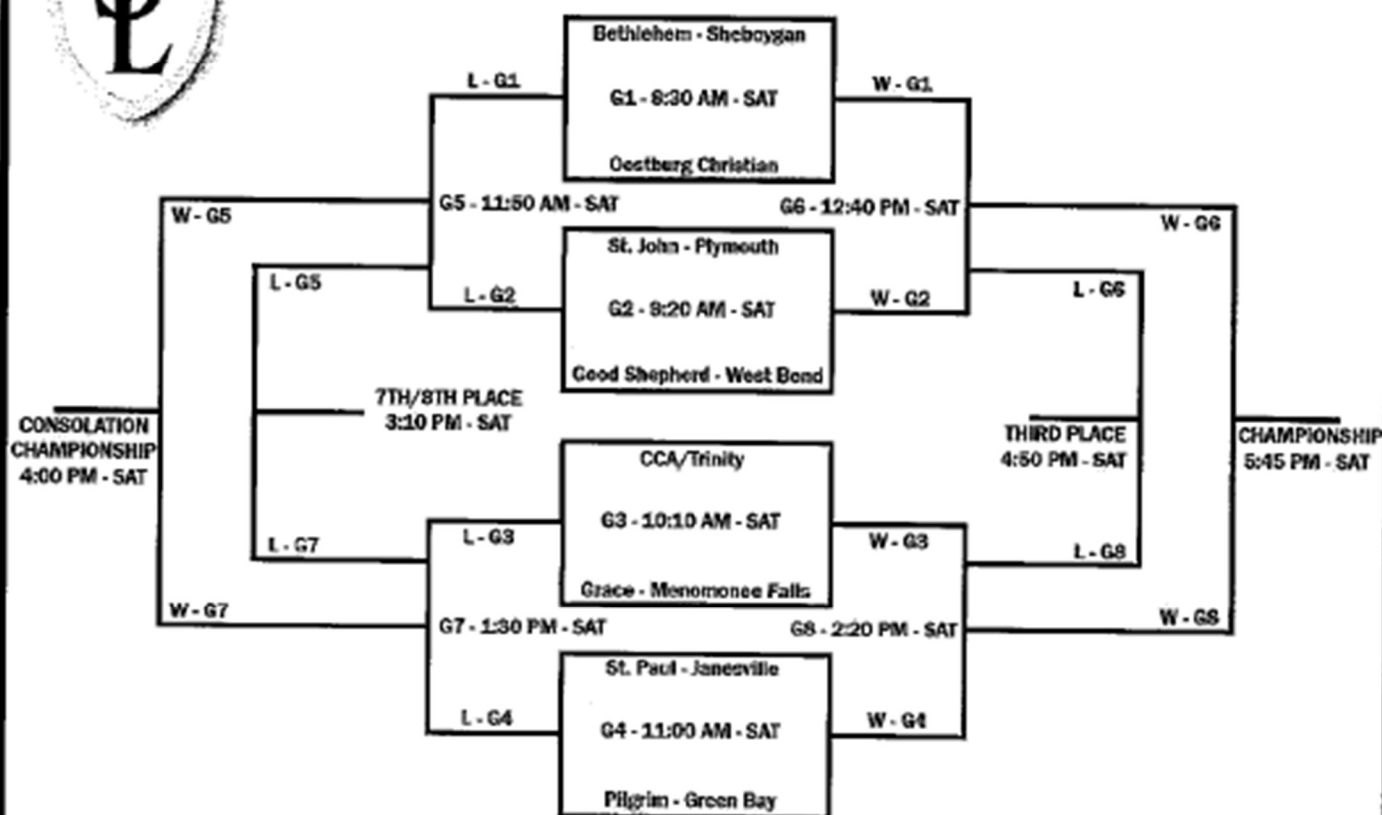 L
Bethlehem - Sheboygan
L - G1
G1 - 8:30 AM - SAT
W - G1
Oostburg Christian
W - G5
G5 - 11:50 AM - SAT
G6 - 12:40 PM - SAT
W - G6
St. John - Plymouth
L - G5
L - G6
L - G2
G2 - 9:20 AM - SAT
W - G2
Good Shepherd - West Bend
7TH/8TH PLACE
3:10 PM - SAT
CONSOLATION
CHAMPIONSHIP
4:00 PM - SAT
THIRD PLACE
4:50 PM - SAT
CHAMPIONSHIP
5:45 PM - SAT
CCA/Trinity
L - G3
G3 - 10:10 AM - SAT
W - G3
L - G7
L - G8
Grace - Menomonee Falls
W - G7
G7 - 1:30 PM - SAT
G8 - 2:20 PM - SAT
W - G8
St. Paul - Janesville
L - G4
G4 - 11:00 AM - SAT
W - G4
Pilgrim - Green Bay